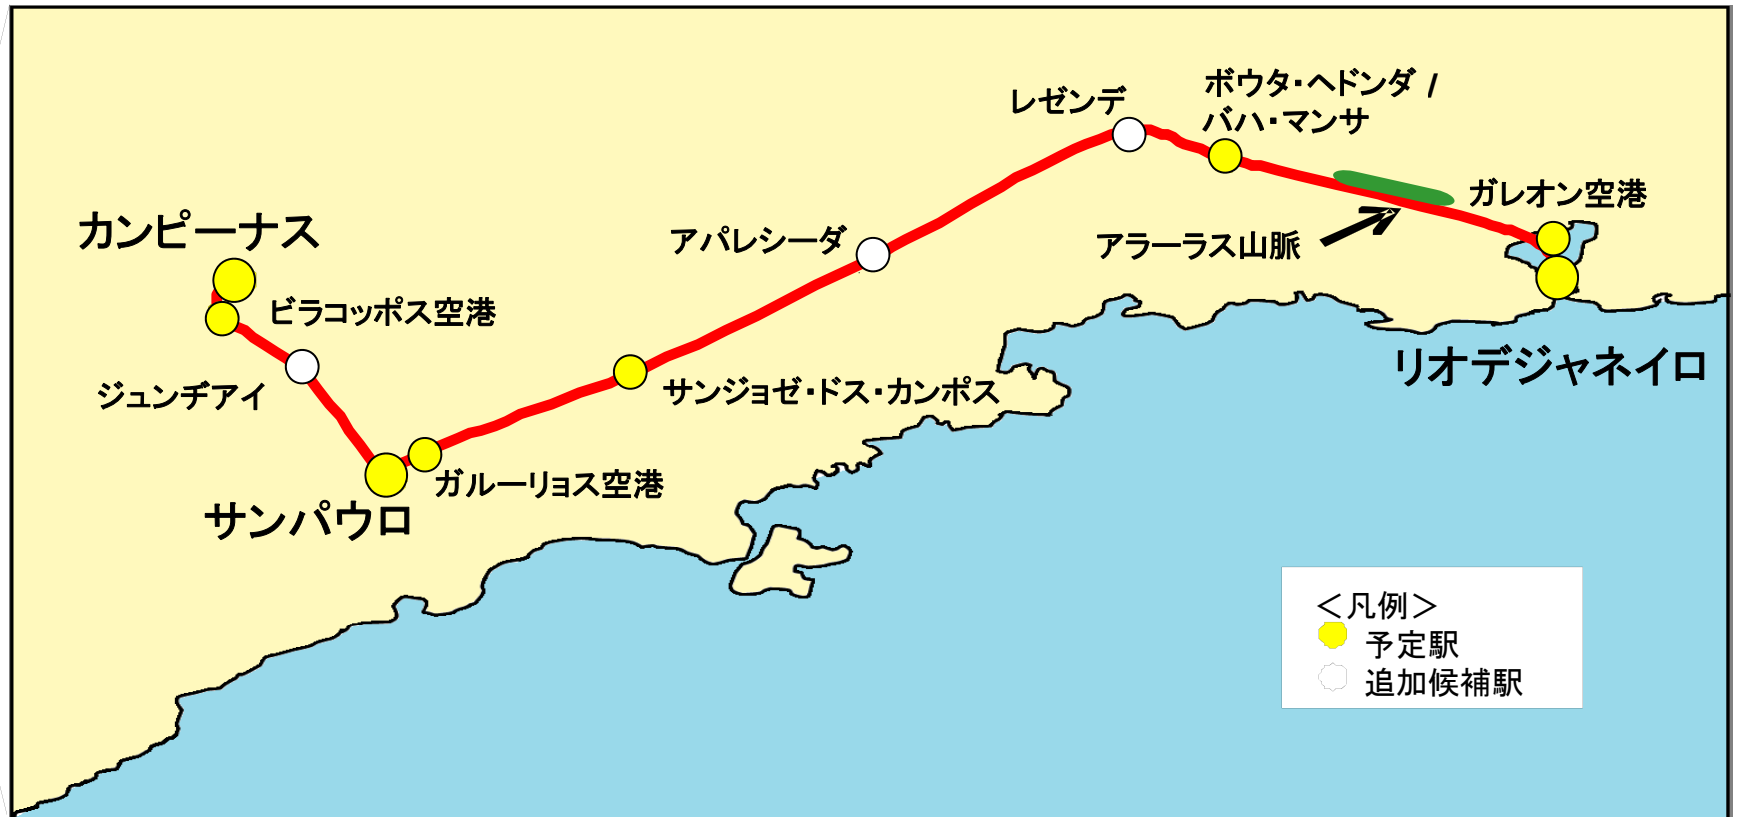 ボウタ・ヘドンダ /
バハ・マンサ
レゼンデ
ガレオン空港
カンピーナス
アパレシーダ
アラーラス山脈
ビラコッポス空港
リオデジャネイロ
ジュンヂアイ
サンジョゼ・ドス・カンポス
ガルーリョス空港
サンパウロ
＜凡例＞
予定駅
追加候補駅